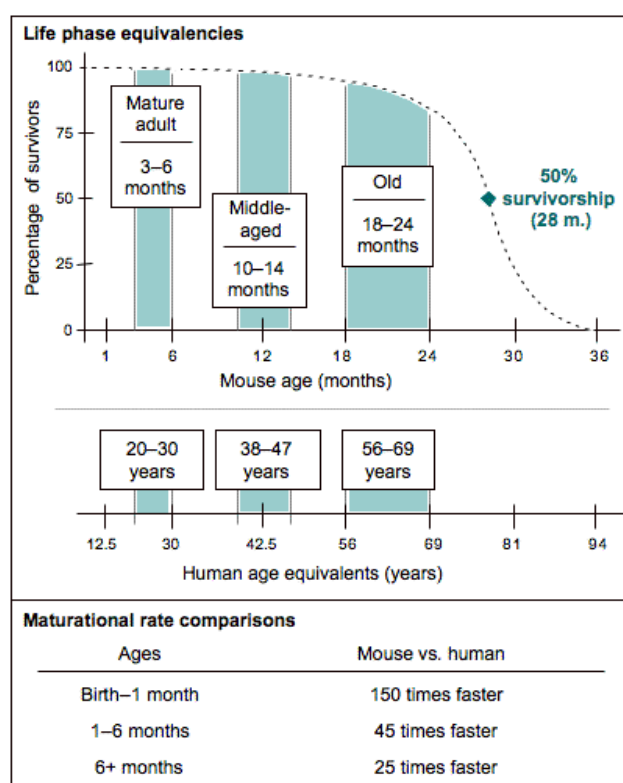 Life phase equivalencies
Percentage of survivors
100
75
50
25
0
Mature
adult
3–6
months
Middle-
aged
10–14
months
Old
18–24
months
50%
survivorship
(28 m.)
1 6 12 18 24 30 36
Mouse age (months)
20–30
years
38–47
years
56–69
years
12.5 30 42.5 56 69 81 94
Human age equivalents (years)
Maturational rate comparisons
Ages Mouse vs. human
Birth–1 month 150 times faster
1–6 months 45 times faster
6+ months 25 times faster